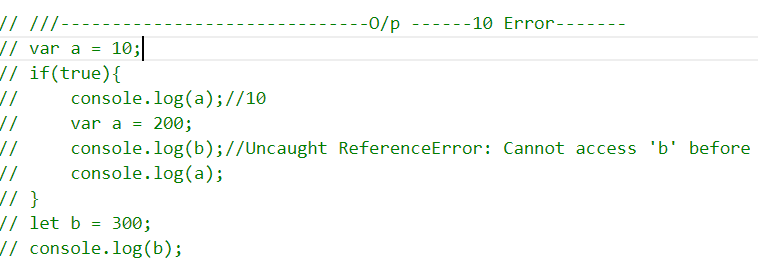 // ///----------------------------O/p ------10 Error-------
// var a = 10;
// if(true){
//     console.log(a);//10
//     var a = 200;
//     console.log(b);//Uncaught ReferenceError: Cannot access 'b' before
//     console.log(a);
// }
// let b = 300;
// console.log(b);